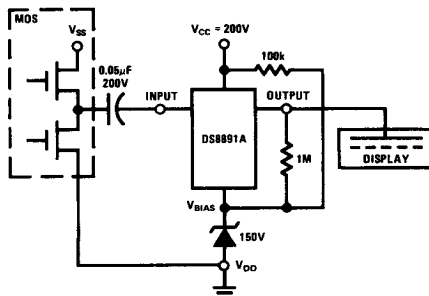 MOS
VSS
0.05μF
200V
INPUT
VCC = 200V
100k
OUTPUT
DS8891A
1M
DISPLAY
VBIAS
150V
VDD